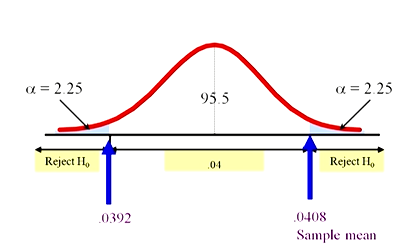 α = 2.25
α = 2.25
95.5
Reject H₀
.04
Reject H₀
.0392
.0408
Sample mean